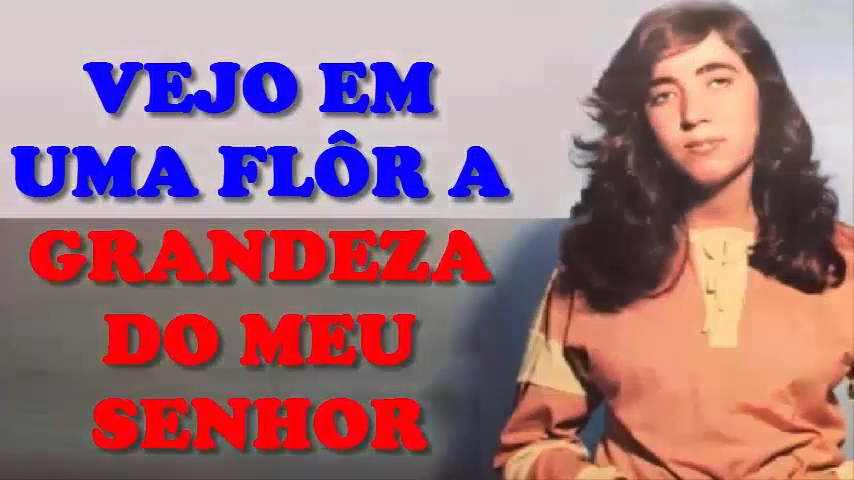 VEJO EM
UMA FLÔR A
GRANDEZA
DO MEU
SENHOR